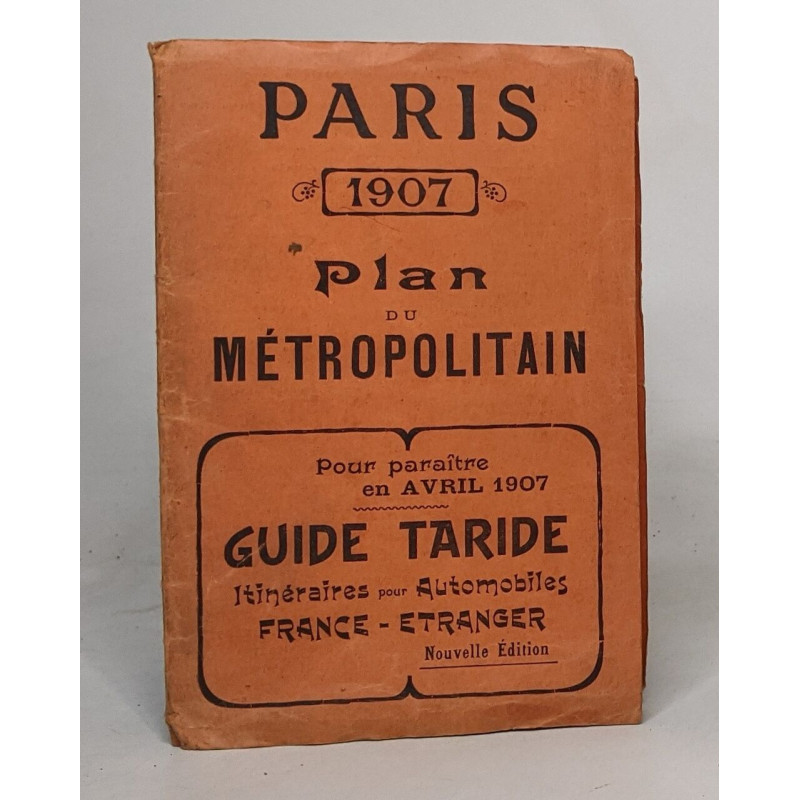 PARIS
1907
Plan
DU
MÉTROPOLITAIN
Pour paraître
en AVRIL 1907
GUIDE TARIDE
Itinéraires pour Automobiles
FRANCE - ETRANGER
Nouvelle Édition